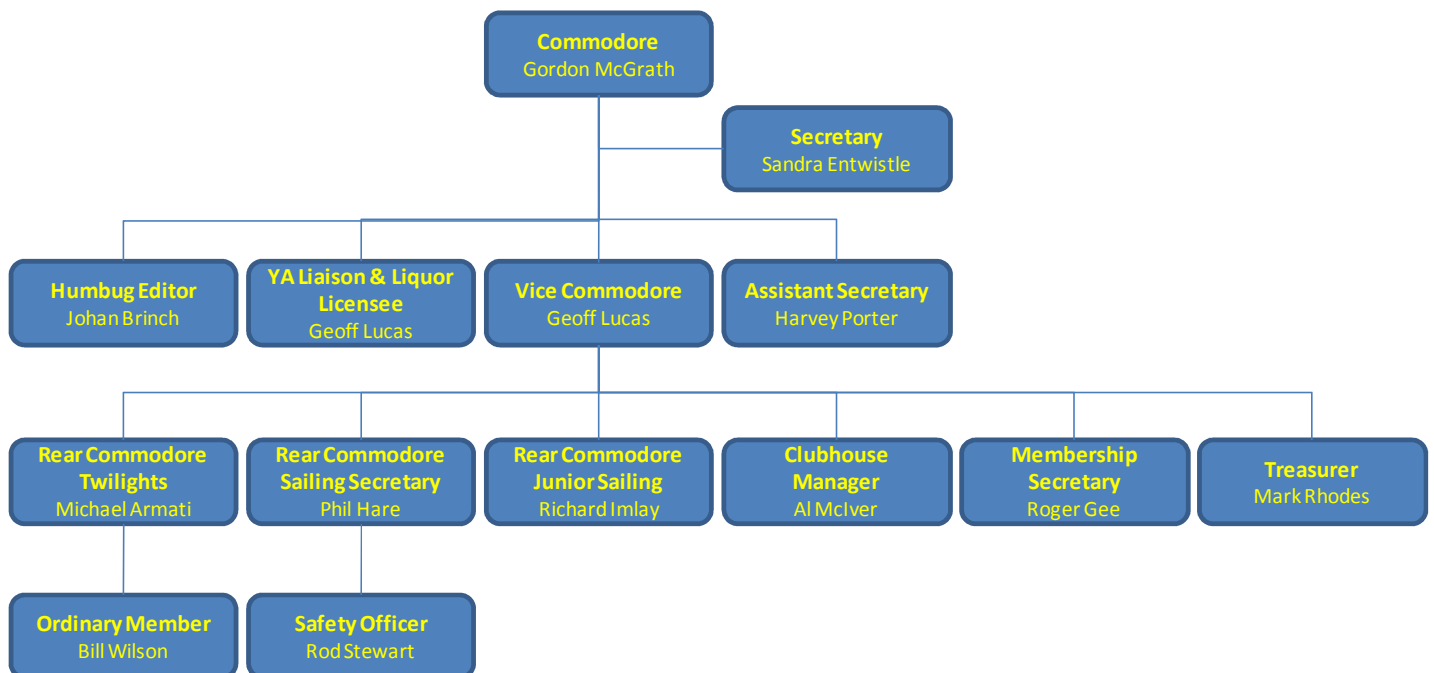 Commodore
Gordon McGrath
Secretary
Sandra Entwistle
Humbug Editor
Johan Brinch
YA Liaison & Liquor
Licensee
Geoff Lucas
Vice Commodore
Geoff Lucas
Assistant Secretary
Harvey Porter
Rear Commodore
Twilights
Michael Armati
Rear Commodore
Sailing Secretary
Phil Hare
Rear Commodore
Junior Sailing
Richard Imlay
Clubhouse
Manager
Al McIver
Membership
Secretary
Roger Gee
Treasurer
Mark Rhodes
Ordinary Member
Bill Wilson
Safety Officer
Rod Stewart